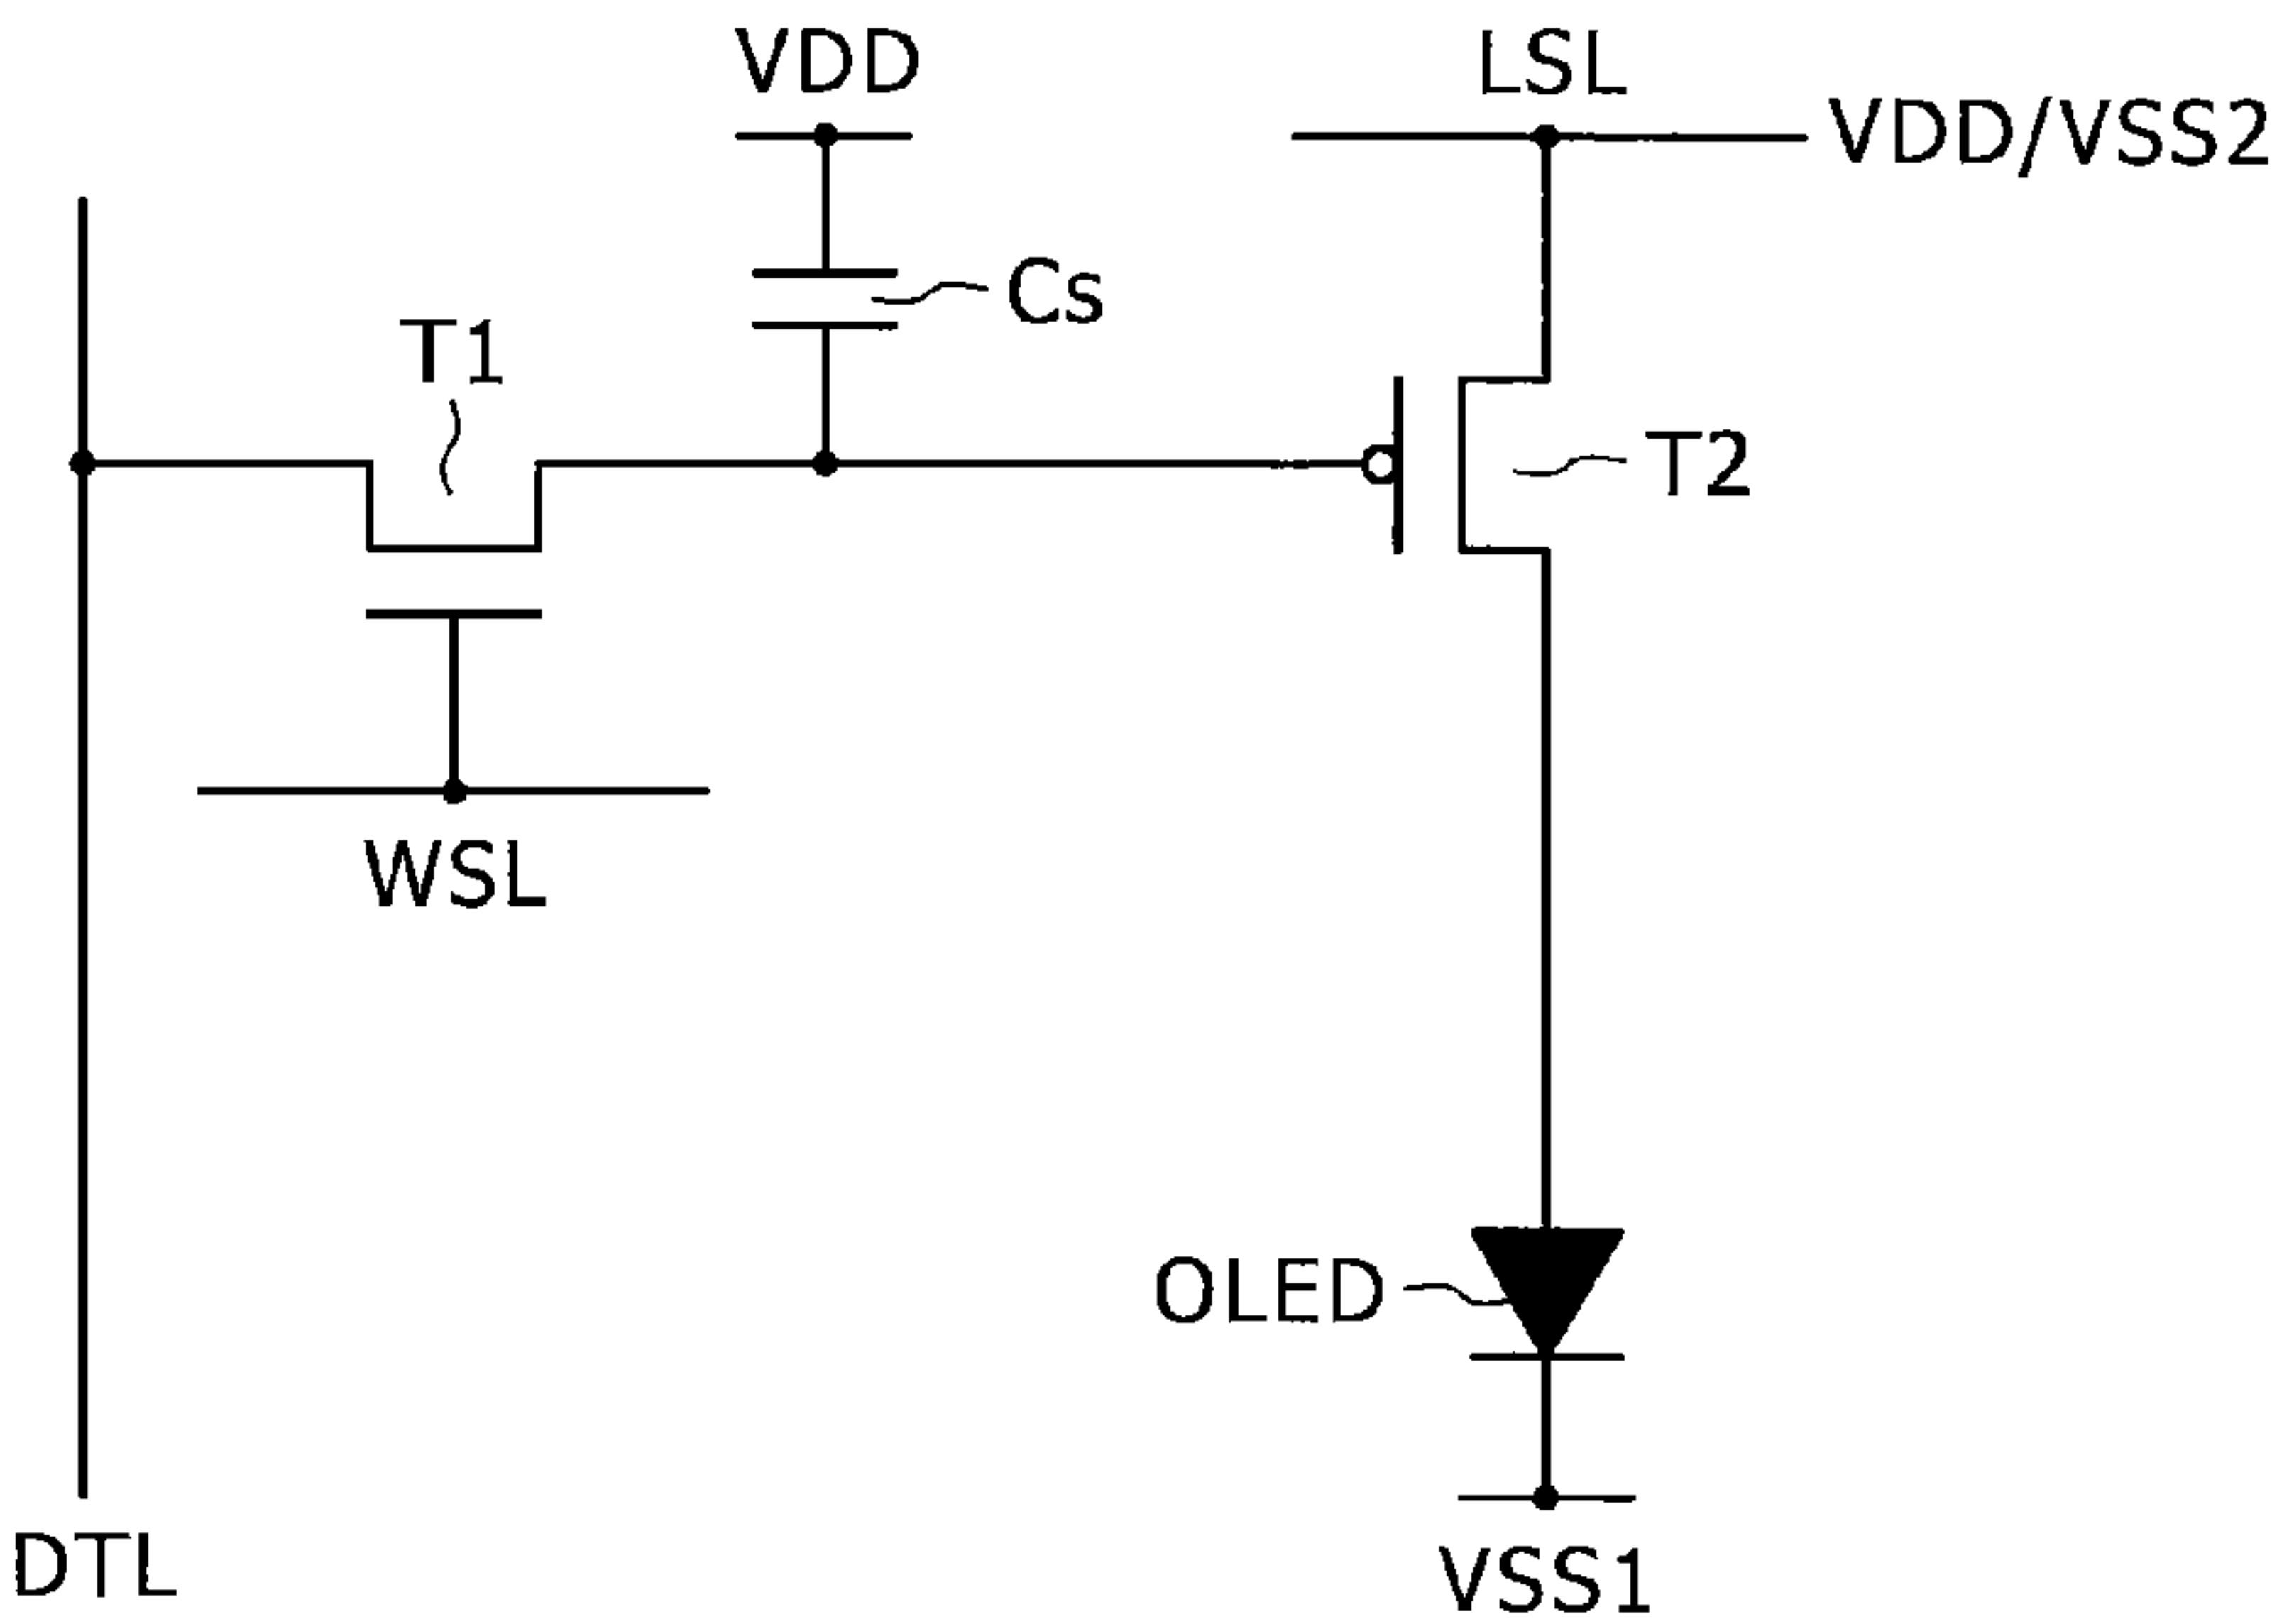 VDD
LSL
VDD/VSS2
Cs
T1
T2
WSL
OLED
DTL
VSS1